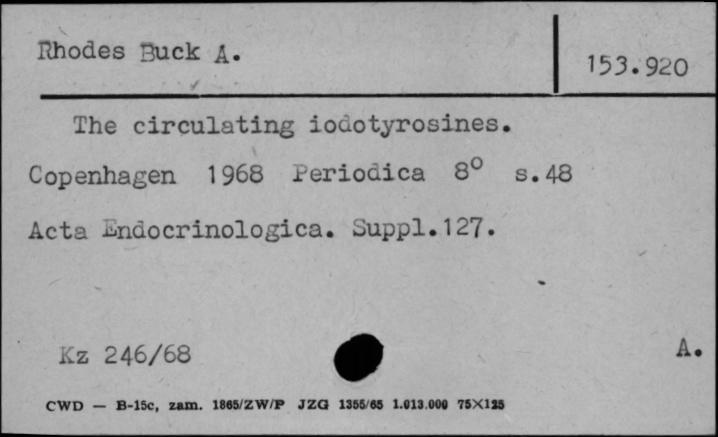 Rhodes Buck A.
153.920
The circulating iodotyrosines.
Copenhagen 1968 Periodica 8° s.48
Acta Endocrinologica. Suppl.127.
Kz 246/68
A.
CWD — B-15c, zam. 1865/ZW/P JZG 1355/65 1.013.000 75X125